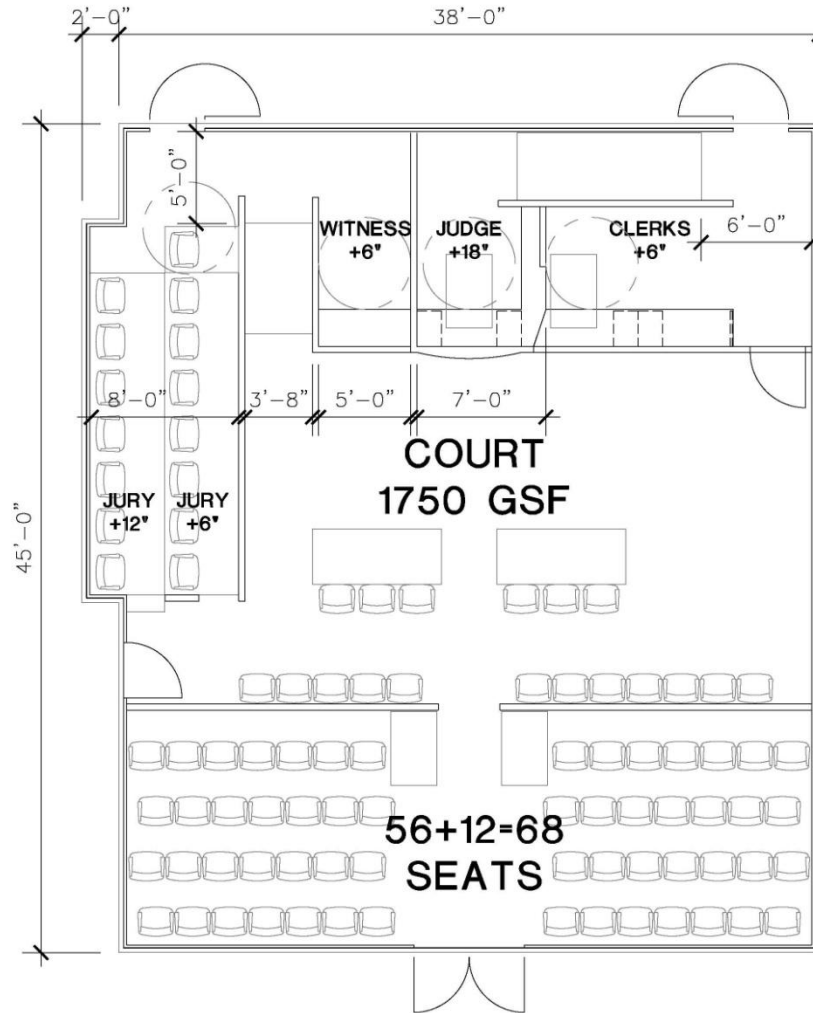 2'-0"
38'-0"
5'-0"
WITNESS
+6"
JUDGE
+18"
CLERKS
+6"
6'-0"
8'-0"
3'-8"
5'-0"
7'-0"
COURT
1750 GSF
JURY
+12"
JURY
+6"
45'-0"
56+12=68
SEATS